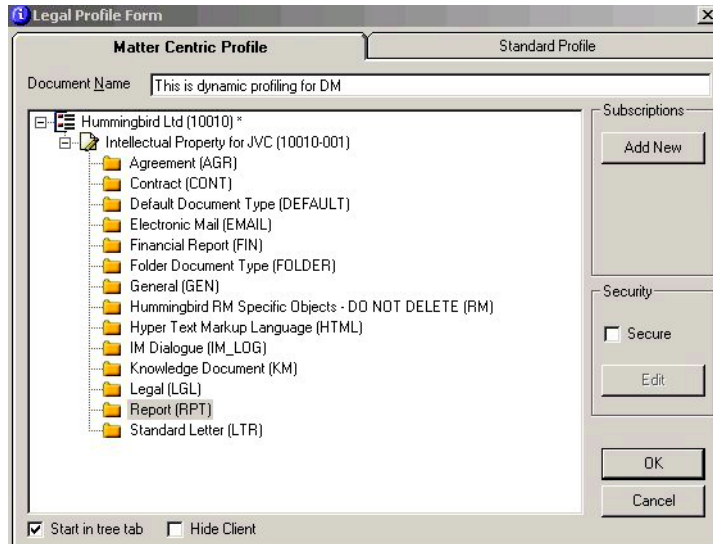 Legal Profile Form
Matter Centric Profile
Standard Profile
Document Name This is dynamic profiling for DM
Hummingbird Ltd (10010) *
Intellectual Property for JVC (10010-001)
Agreement (AGR)
Contract (CONT)
Default Document Type (DEFAULT)
Electronic Mail (EMAIL)
Financial Report (FIN)
Folder Document Type (FOLDER)
General (GEN)
Hummingbird RM Specific Objects - DO NOT DELETE (RM)
Hyper Text Markup Language (HTML)
IM Dialogue (IM_LOG)
Knowledge Document (KM)
Legal (LGL)
Report (RPT)
Standard Letter (LTR)
Subscriptions
Add New
Security
Secure
Edit
OK
Cancel
Start in tree tab
Hide Client